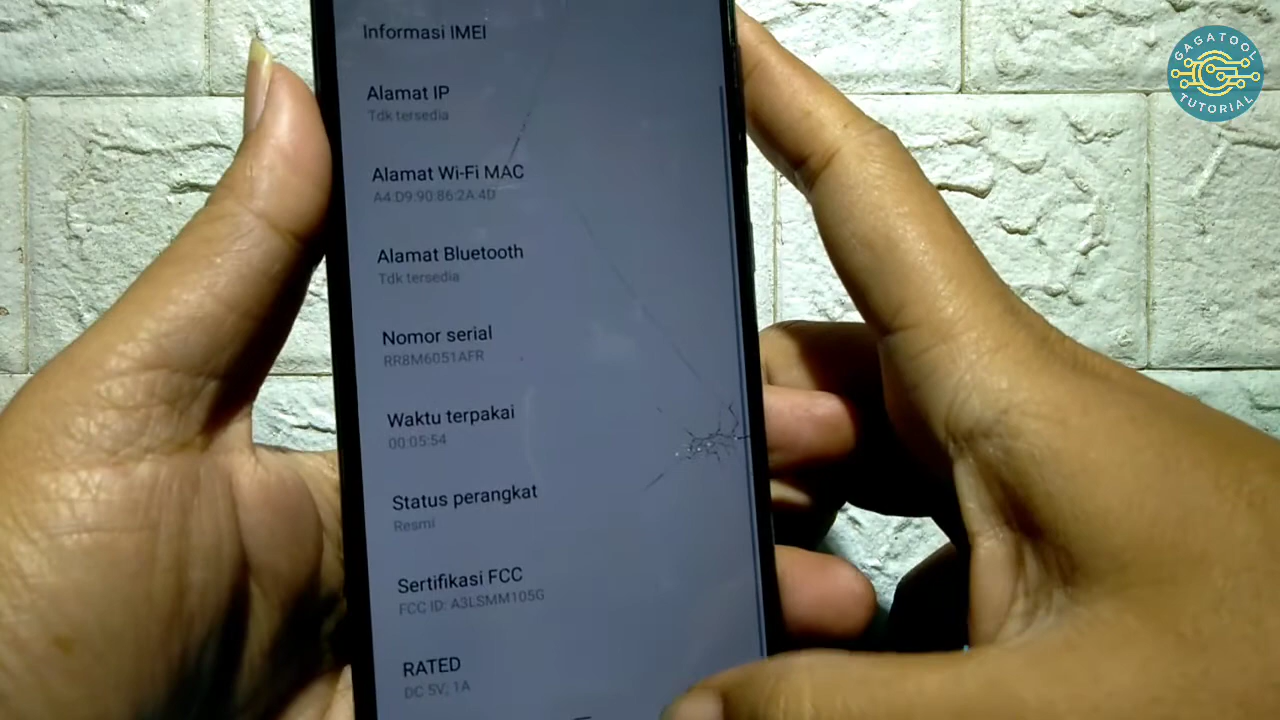 Informasi IMEI
Alamat IP
Tdk tersedia
Alamat Wi-Fi MAC
A4:D9:90:86:2A:4D
Alamat Bluetooth
Tdk tersedia
Nomor serial
RR8M6051AFR
Waktu terpakai
00:05:54
Status perangkat
Resmi
Sertifikasi FCC
FCC ID: A3LSMM105G
RATED
DC 5V; 1A
GAGATOOL
TUTORIAL